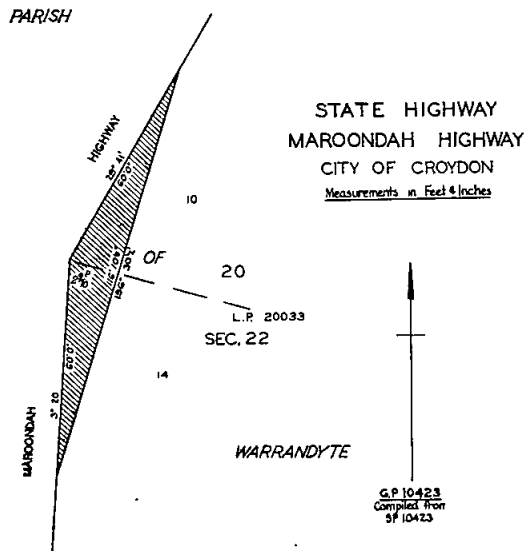 PARISH
STATE HIGHWAY
MAROONDAH HIGHWAY
CITY OF CROYDON
Measurements in Feet & Inches
HIGHWAY
28° 41'
60'0"
10
OF
20
L.P. 20033
SEC, 22
14
60'0"
3° 20
MAROONDAH
WARRANDYTE
G.P 10423
Compiled from
SP 10423